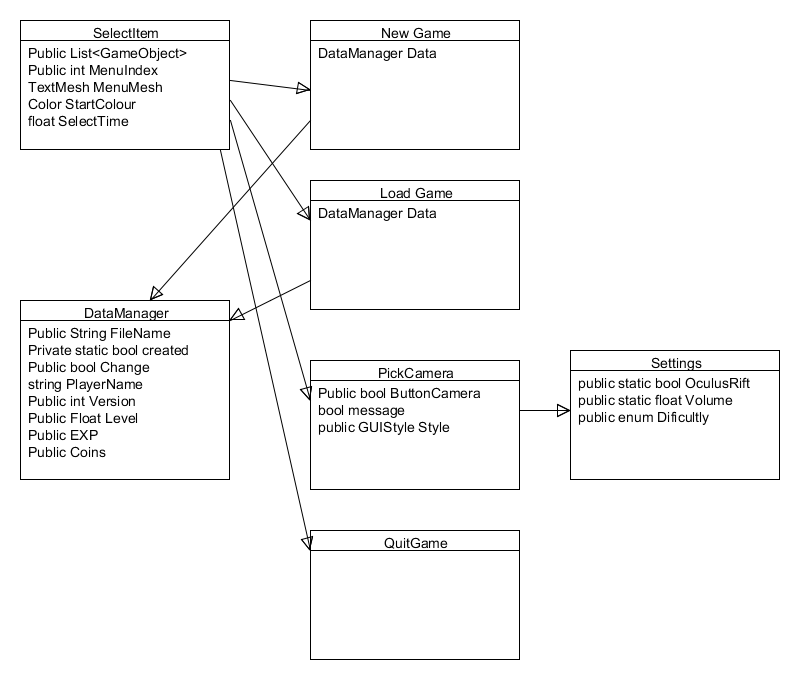 SelectItem
Public List<GameObject>
Public int MenuIndex
TextMesh MenuMesh
Color StartColour
float SelectTime
New Game
DataManager Data
Load Game
DataManager Data
DataManager
Public String FileName
Private static bool created
Public bool Change
string PlayerName
Public int Version
Public Float Level
Public EXP
Public Coins
PickCamera
Public bool ButtonCamera
bool message
public GUIStyle Style
Settings
public static bool OculusRift
public static float Volume
public enum Dificultly
QuitGame